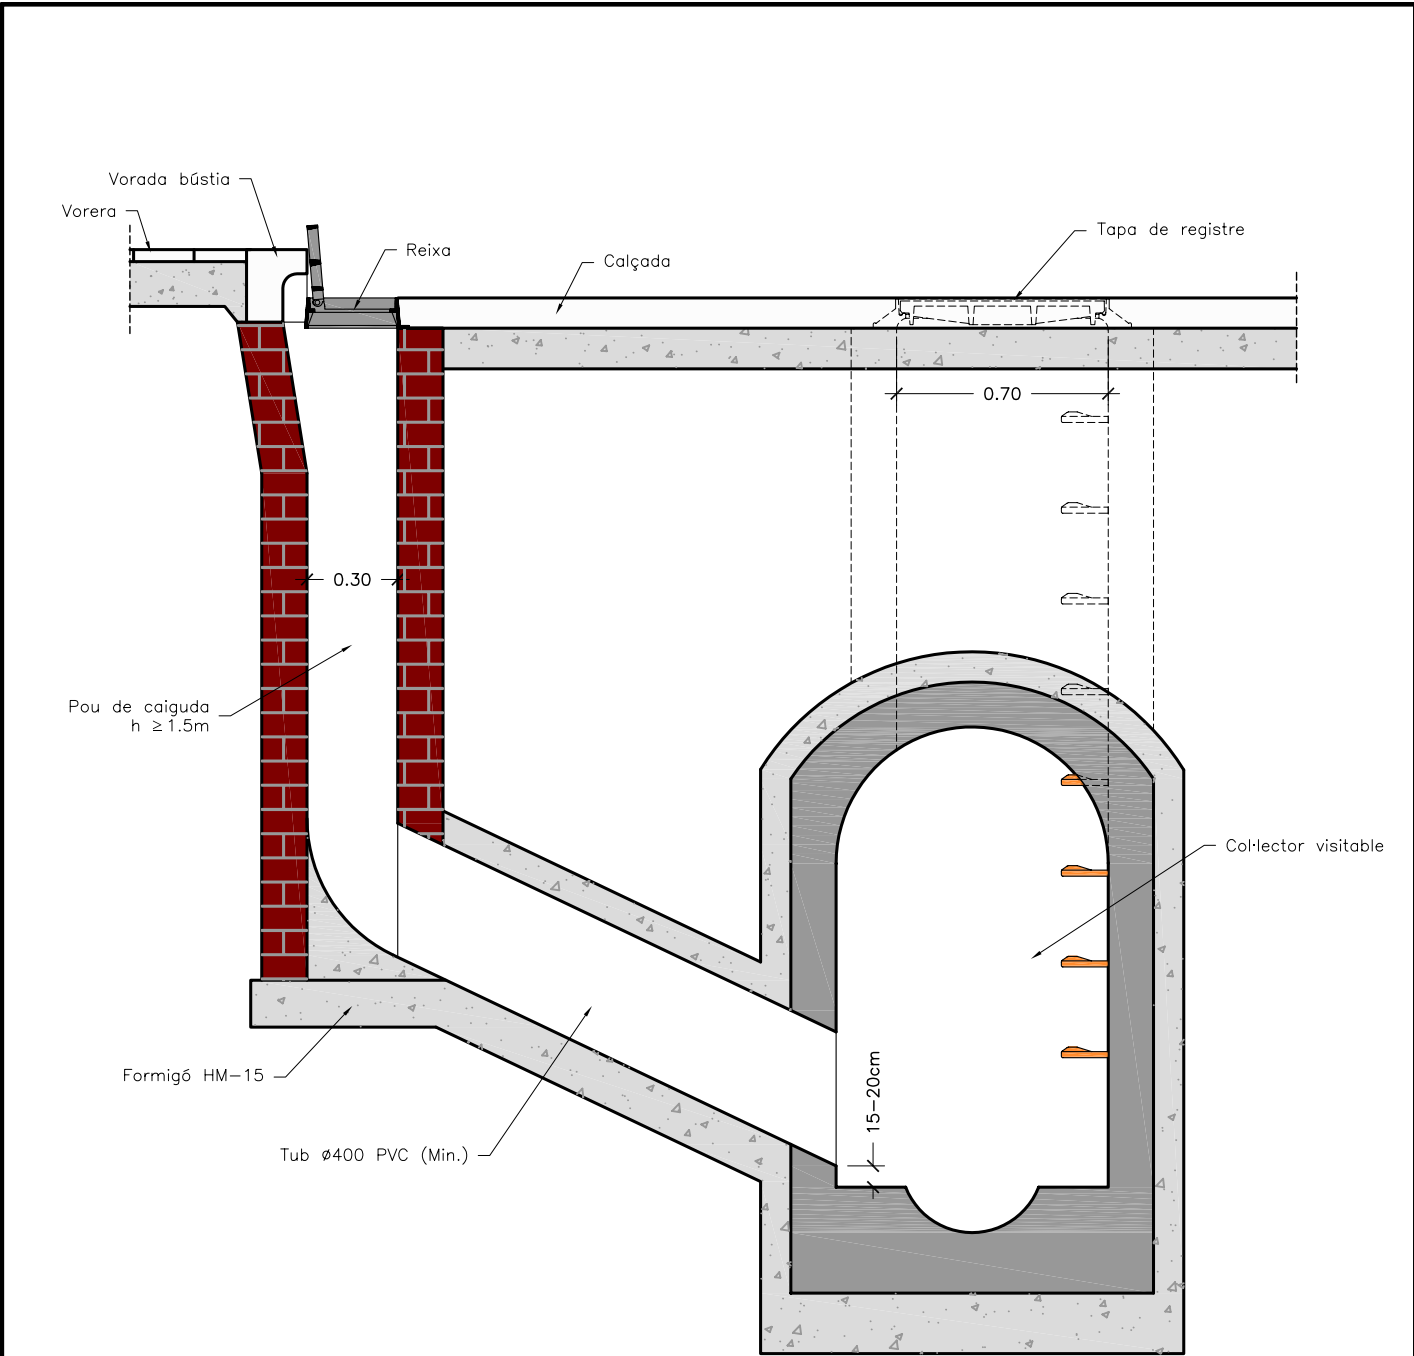 Vorada bústia
Vorera
Reixa
Calçada
Tapa de registre
0.70
0.30
Pou de caiguda
h ≥1.5m
Col·lector visitable
Formigó HM-15
15-20cm
Tub ø400 PVC (Min.)